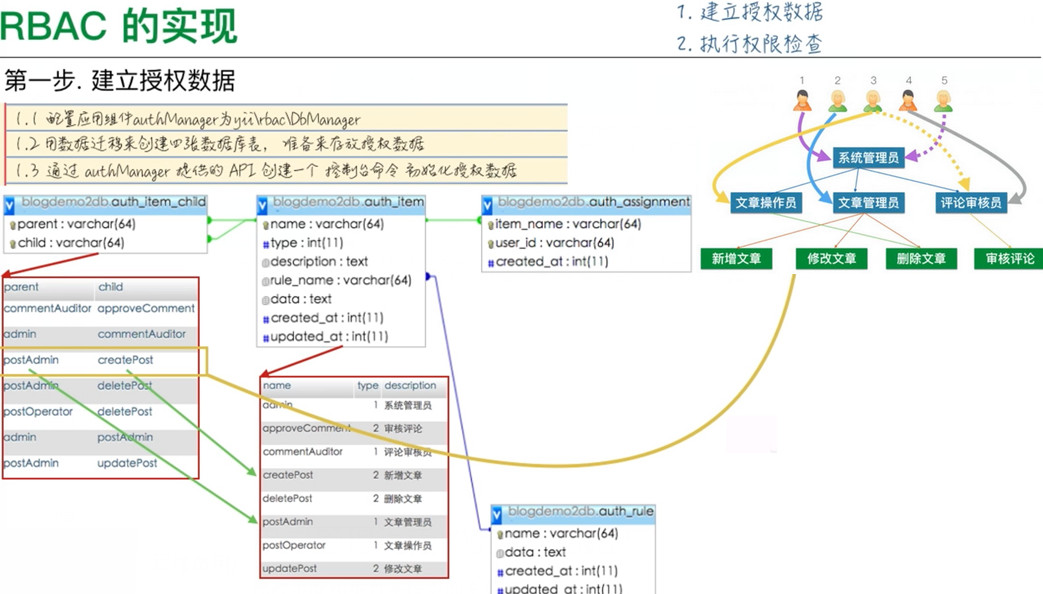 RBAC 的实现
1. 建立授权数据
2. 执行权限检查
第一步. 建立授权数据
1.1 配置应用组件authManager为yii\rbac\DbManager
1.2 用数据迁移来创建四张数据库表， 准备来存放授权数据
1.3 通过 authManager 提供的 API 创建一个 控制台命令 初始化授权数据
1 2 3 4 5
系统管理员
文章操作员 文章管理员 评论审核员
新增文章 修改文章 删除文章 审核评论
blogdemo2db.auth_item_child
parent : varchar(64)
child : varchar(64)
blogdemo2db.auth_item
name : varchar(64)
type : int(11)
description : text
rule_name : varchar(64)
data : text
created_at : int(11)
updated_at : int(11)
blogdemo2db.auth_assignment
item_name : varchar(64)
user_id : varchar(64)
created_at : int(11)
parent child
commentAuditor approveComment
admin commentAuditor
postAdmin createPost
postAdmin deletePost
postOperator deletePost
admin postAdmin
postAdmin updatePost
name type description
admin 1 系统管理员
approveComment 2 审核评论
commentAuditor 1 评论审核员
createPost 2 新增文章
deletePost 2 删除文章
postAdmin 1 文章管理员
postOperator 1 文章操作员
updatePost 2 修改文章
blogdemo2db.auth_rule
name : varchar(64)
data : text
created_at : int(11)
updated_at : int(11)